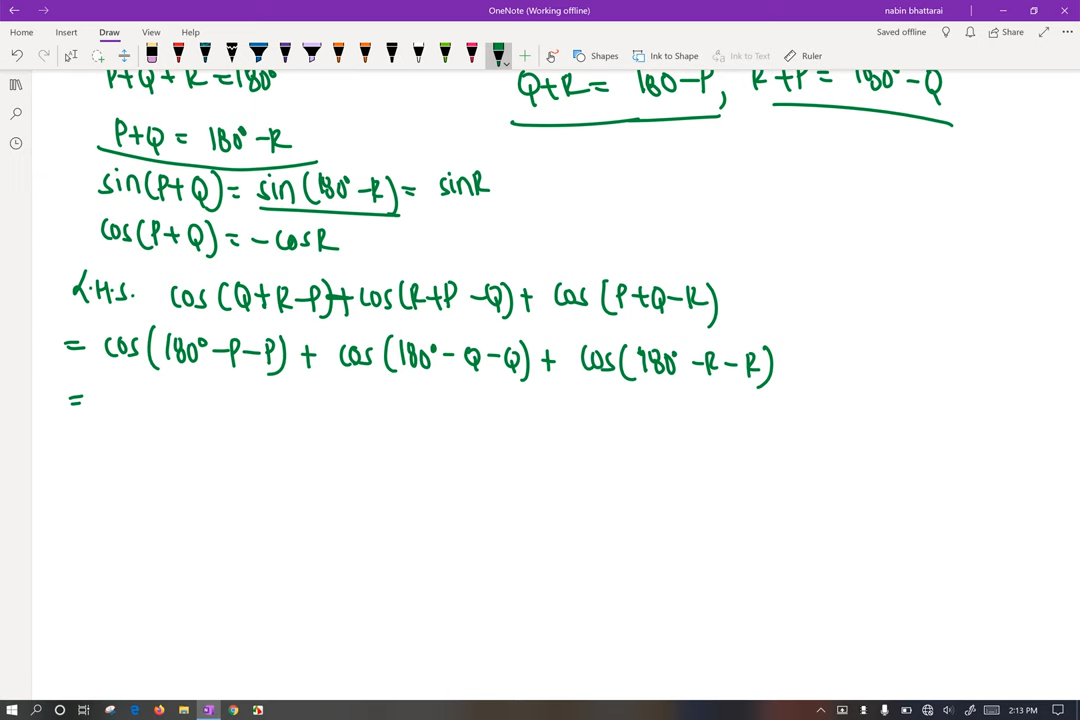 OneNote (Working offline)
nabin bhattarai
Home Insert Draw View Help
Saved offline
Share
Shapes
Ink to Shape
Ink to Text
Ruler
P+Q+R=180°
Q+R= 180-P, R+P= 180°-Q
P+Q = 180°-R
sin(P+Q)= sin(180°-R)= sinR
cos(P+Q)= -cosR
L.H.S. cos(Q+R-P)+cos(R+P-Q)+ cos(P+Q-R)
= cos(180°-P-P)+ cos(180°-Q-Q)+ cos(180°-R-R)
=
2:13 PM